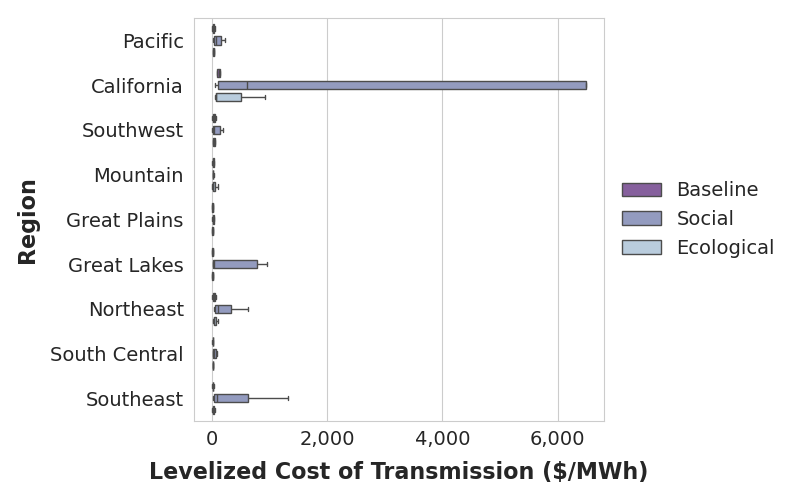 Pacific
California
Southwest
Mountain
Great Plains
Great Lakes
Northeast
South Central
Southeast
Region
0
2,000
4,000
6,000
Levelized Cost of Transmission ($/MWh)
Baseline
Social
Ecological